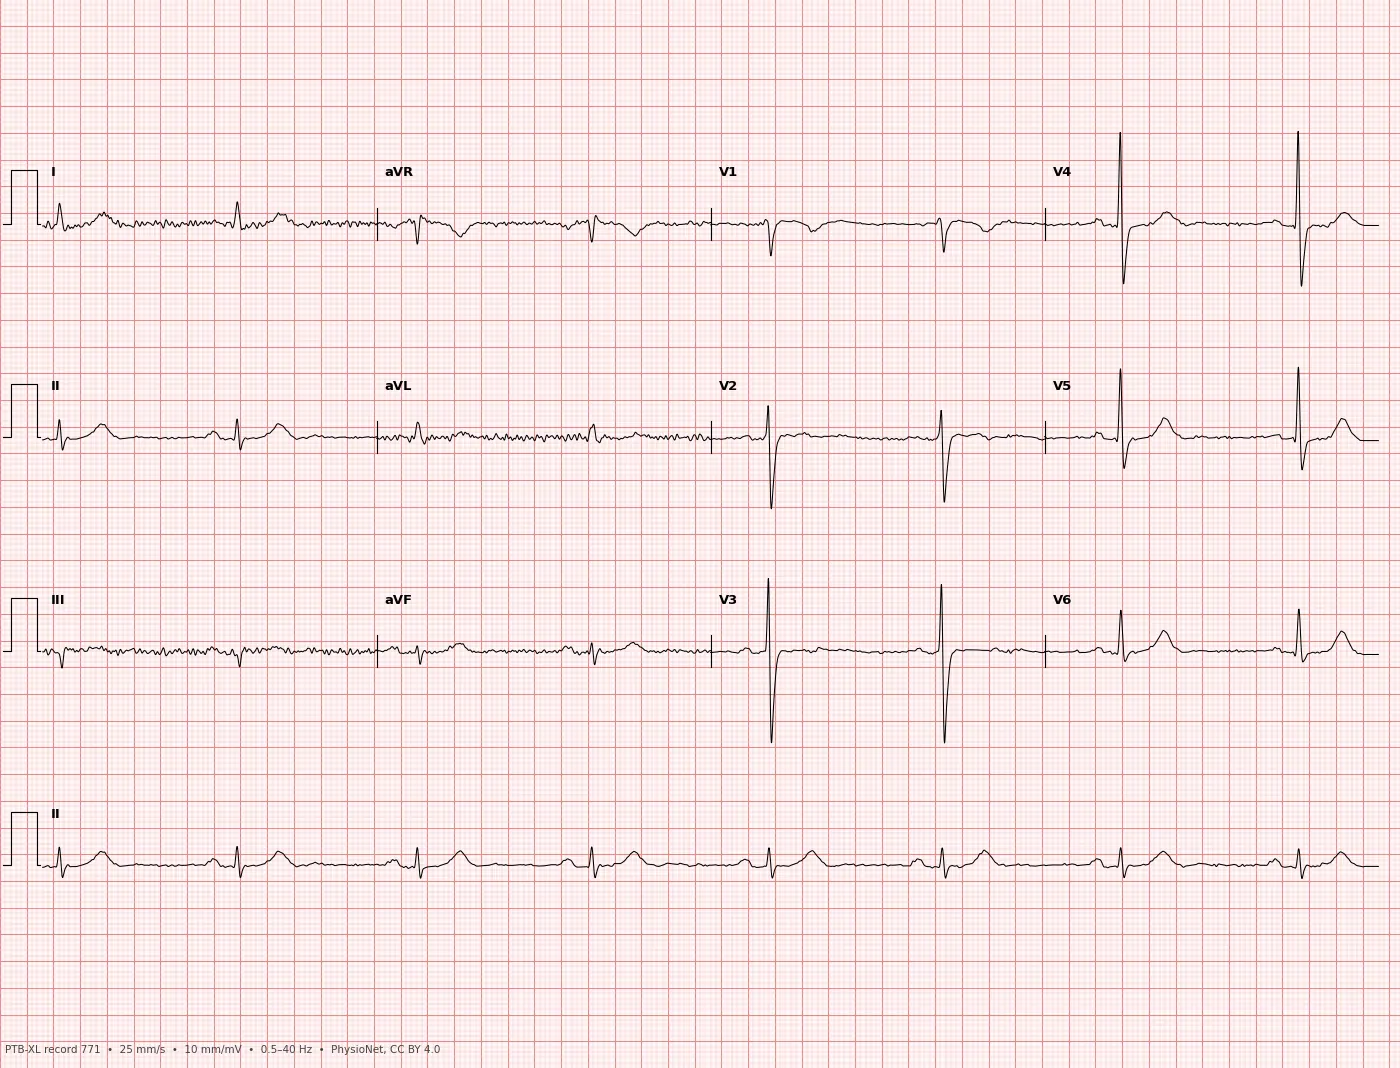 I aVR V1 V4
II aVL V2 V5
III aVF V3 V6
II
PTB-XL record 771 • 25 mm/s • 10 mm/mV • 0.5–40 Hz • PhysioNet, CC BY 4.0